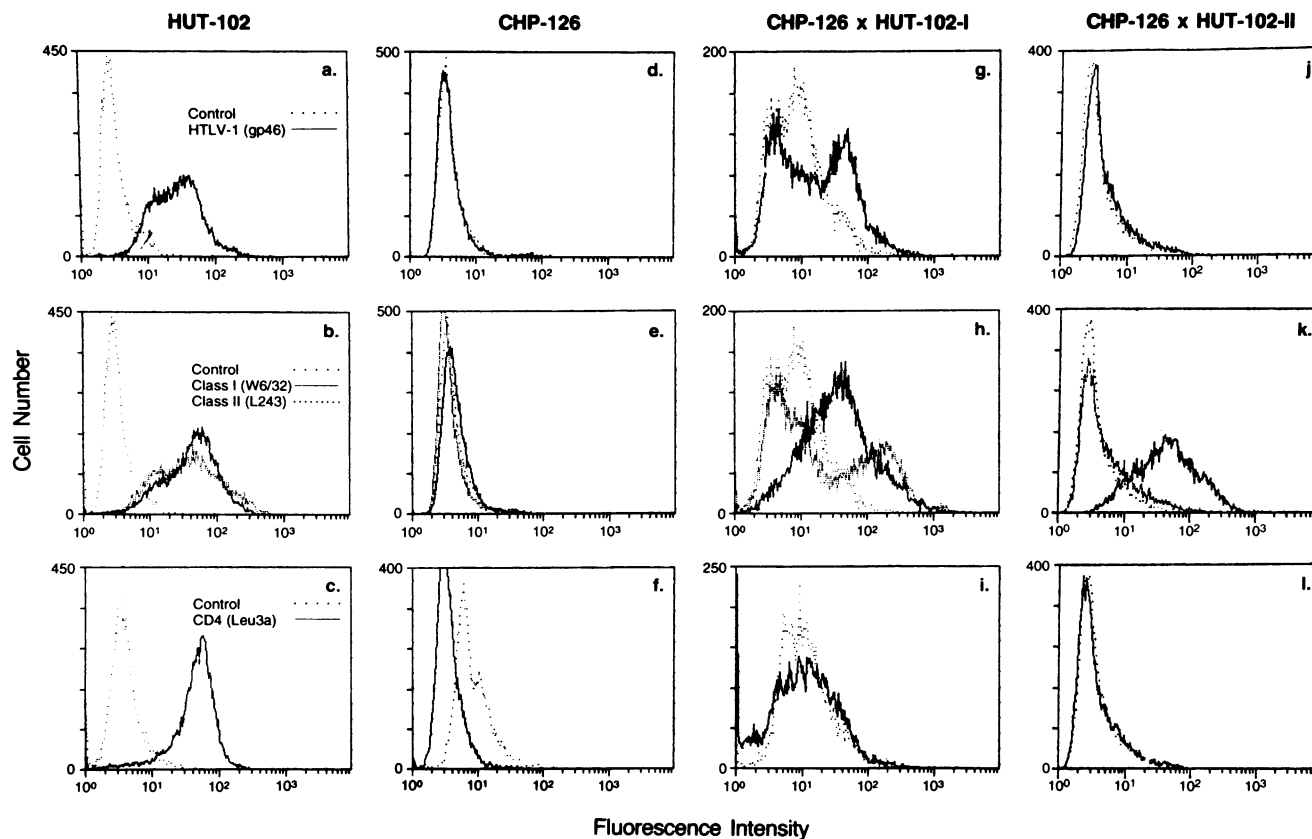 HUT-102 CHP-126 CHP-126 x HUT-102-I CHP-126 x HUT-102-II
450 500 200 400
a. d. g. j.
Control
HTLV-1 (gp46)
0 0 0 0
10⁰ 10¹ 10² 10³ 10⁰ 10¹ 10² 10³ 10⁰ 10¹ 10² 10³ 10⁰ 10¹ 10² 10³
450 500 200 400
b. e. h. k.
Control
Class I (W6/32)
Class II (L243)
Cell Number
0 0 0 0
10⁰ 10¹ 10² 10³ 10⁰ 10¹ 10² 10³ 10⁰ 10¹ 10² 10³ 10⁰ 10¹ 10² 10³
450 400 250 400
c. f. i. l.
Control
CD4 (Leu3a)
0 0 0 0
10⁰ 10¹ 10² 10³ 10⁰ 10¹ 10² 10³ 10⁰ 10¹ 10² 10³ 10⁰ 10¹ 10² 10³
Fluorescence Intensity